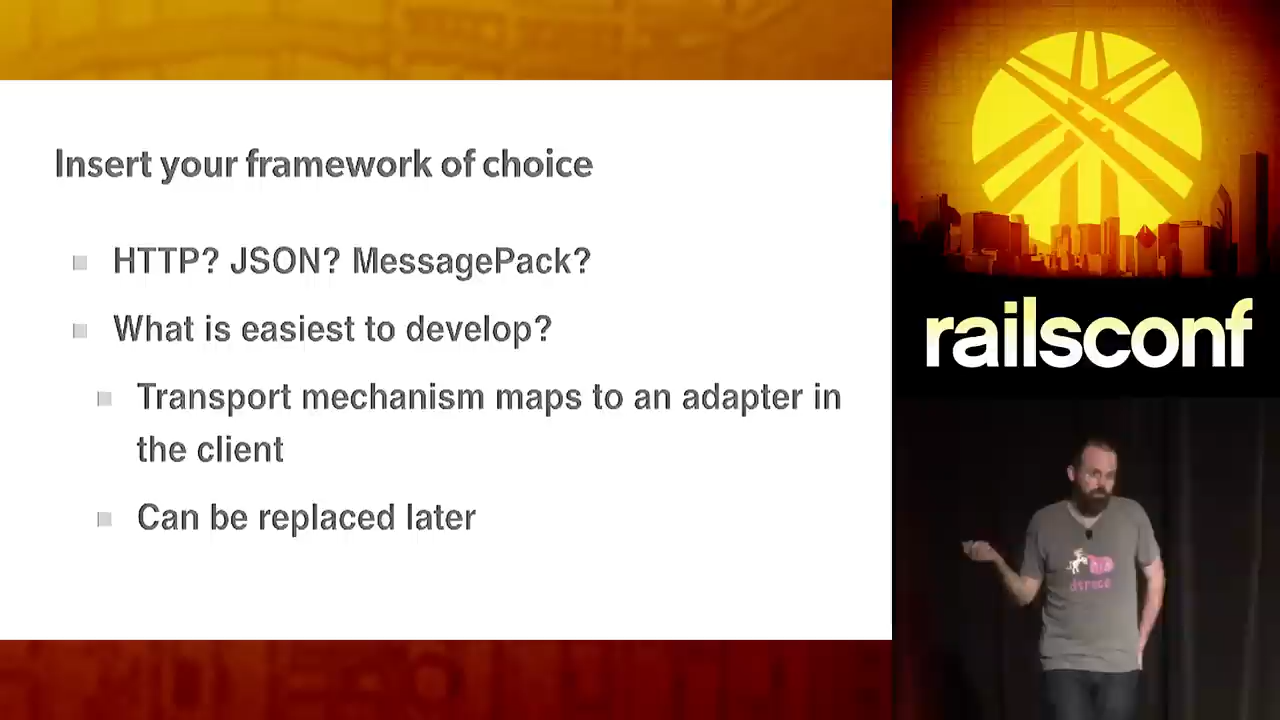 Insert your framework of choice
HTTP? JSON? MessagePack?
What is easiest to develop?
Transport mechanism maps to an adapter in
the client
Can be replaced later
railsconf